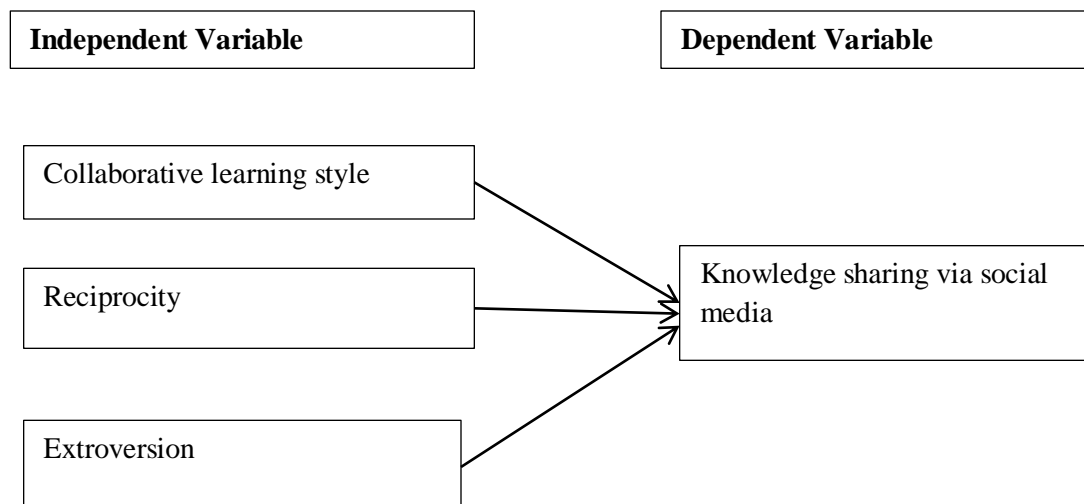 Independent Variable
Dependent Variable
Collaborative learning style
Reciprocity
Knowledge sharing via social
media
Extroversion